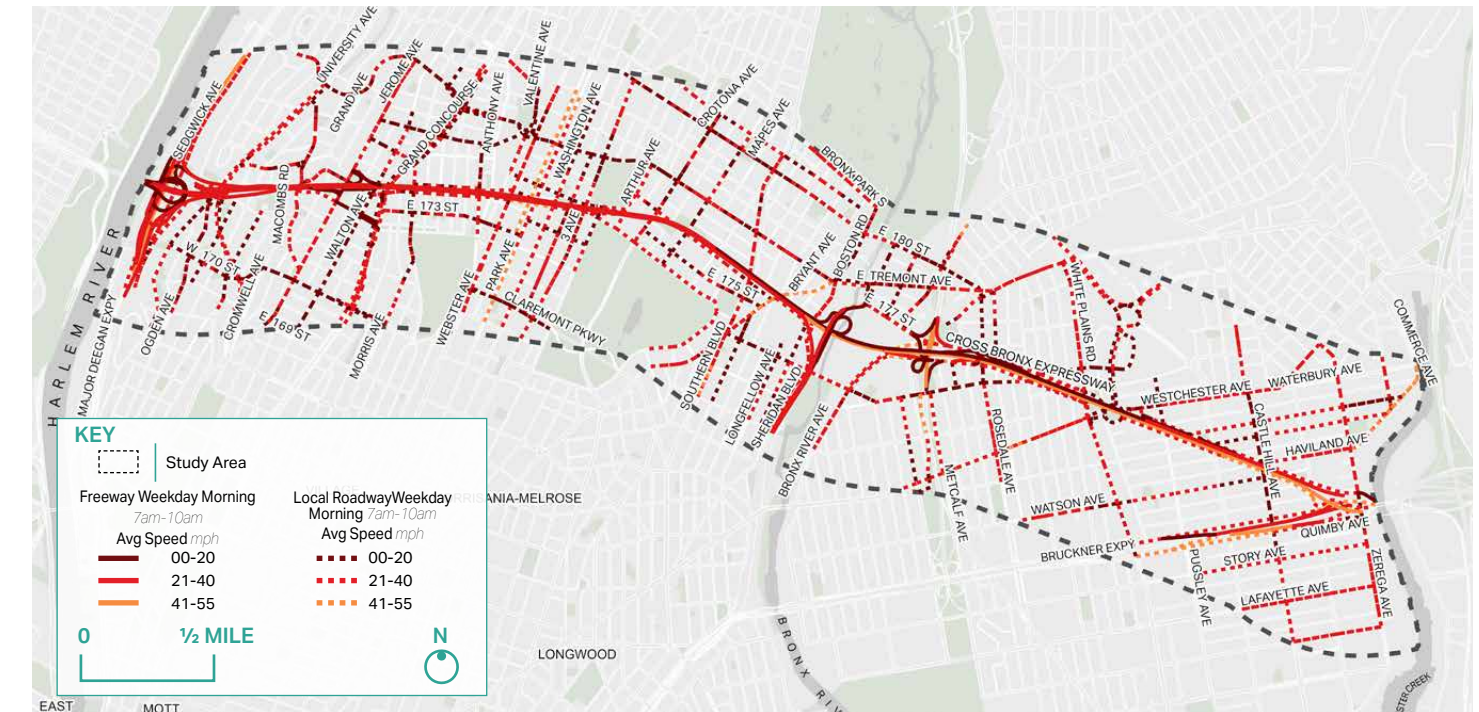 SEDGWICK AVE
UNIVERSITY AVE
GRAND AVE
JEROME AVE
GRAND CONCOURSE
ANTHONY AVE
VALENTINE AVE
WASHINGTON AVE
ARTHUR AVE
CROTONA AVE
MAPES AVE
BRONX PARK S
MACOMBS RD
WALTON AVE
E 173 ST
3 AVE
PARK AVE
WEBSTER AVE
CLAREMONT PKWY
W 170 ST
CROMWELL AVE
OGDEN AVE
E 169 ST
MORRIS AVE
MAJOR DEEGAN EXPY
HARLEM RIVER
E 175 ST
BRYANT AVE
BOSTON RD
E 180 ST
E TREMONT AVE
E 177 ST
CROSS BRONX EXPRESSWAY
WHITE PLAINS RD
SOUTHERN BLVD
LONGFELLOW AVE
SHERIDAN BLVD
BRONX RIVER AVE
ROSEDALE AVE
METCALF AVE
WATSON AVE
BRUCKNER EXPY
WESTCHESTER AVE
WATERBURY AVE
COMMERCE AVE
CASTLE HILL AVE
HAVILAND AVE
QUIMBY AVE
STORY AVE
PUGSLEY AVE
LAFAYETTE AVE
ZEREGA AVE
KEY
Study Area
Freeway Weekday Morning
7am-10am
Avg Speed mph
00-20
21-40
41-55
Local RoadwayWeekday
Morning 7am-10am
Avg Speed mph
00-20
21-40
41-55
0 ½ MILE
N
RISANIA-MELROSE
LONGWOOD
BRONX RIV
EAST
MOTT
STER CREEK